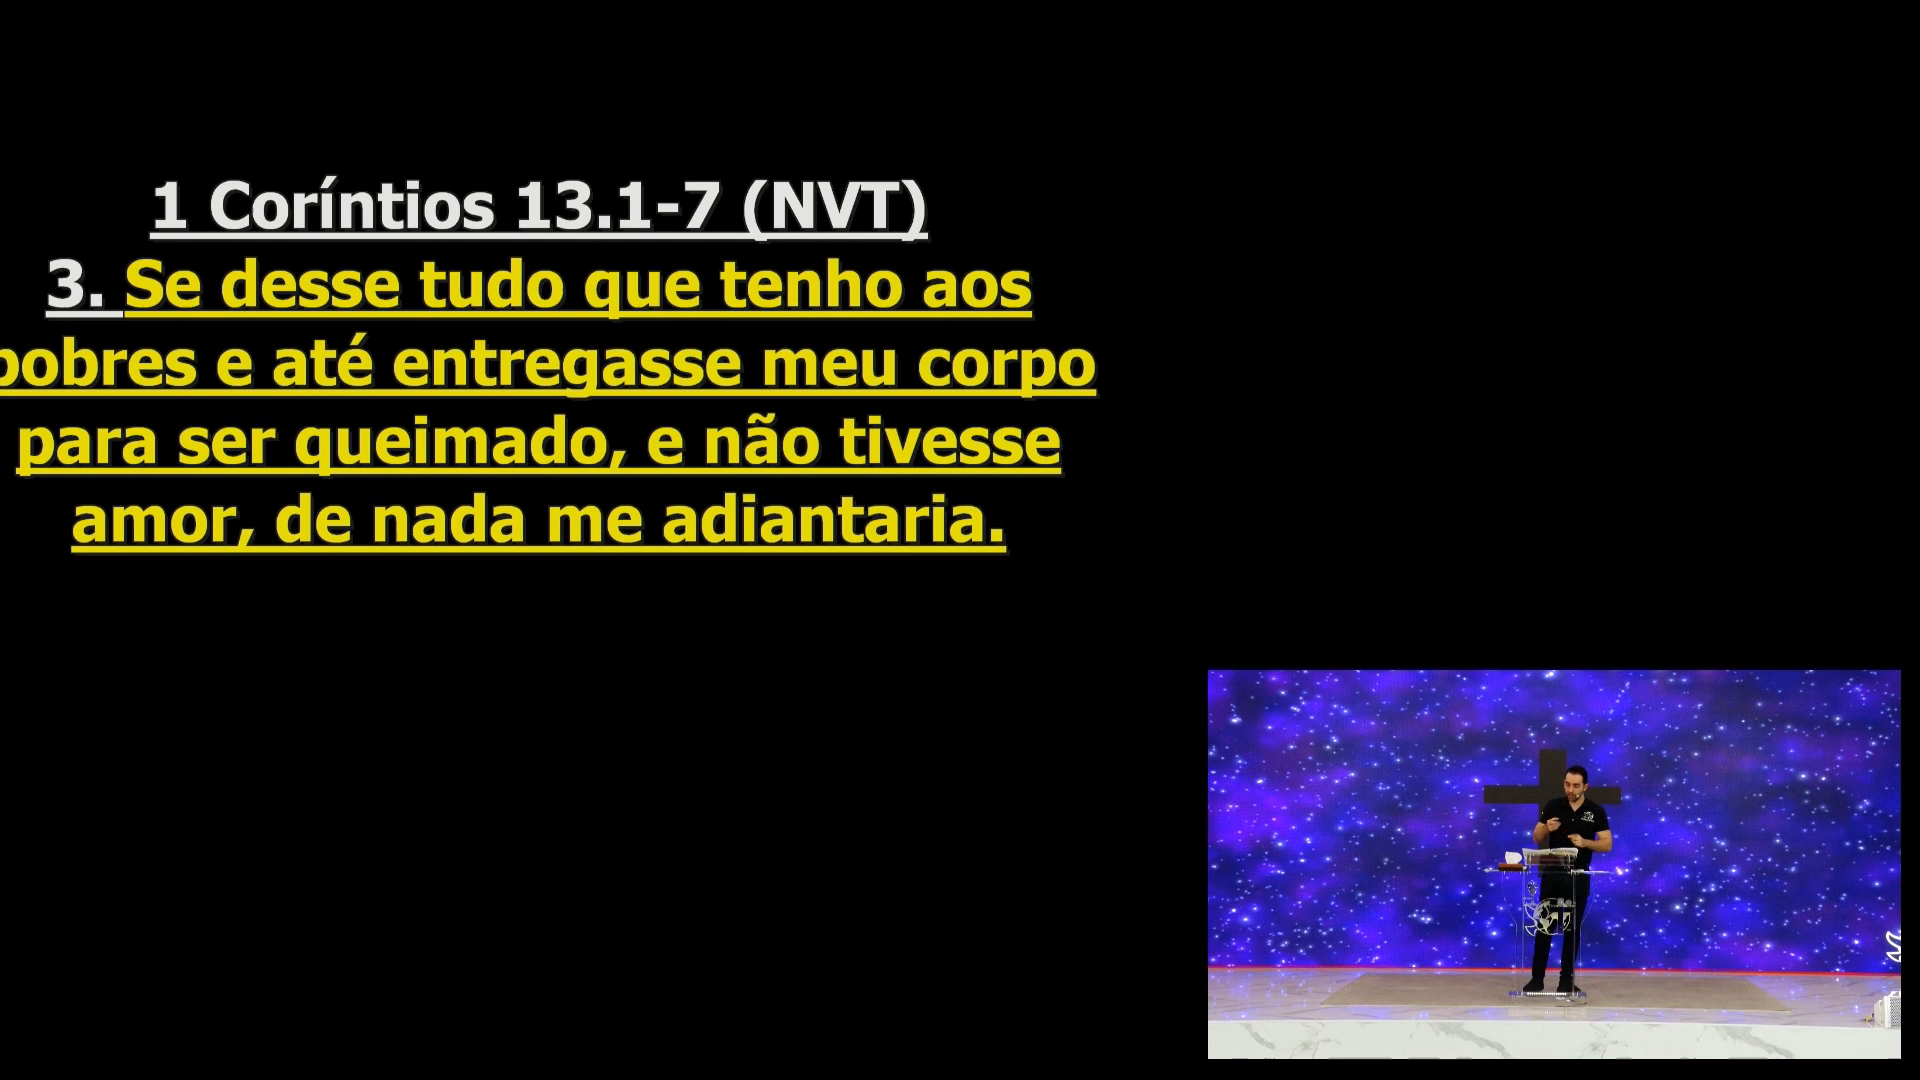 1 Coríntios 13.1-7 (NVT)
3. Se desse tudo que tenho aos
pobres e até entregasse meu corpo
para ser queimado, e não tivesse
amor, de nada me adiantaria.